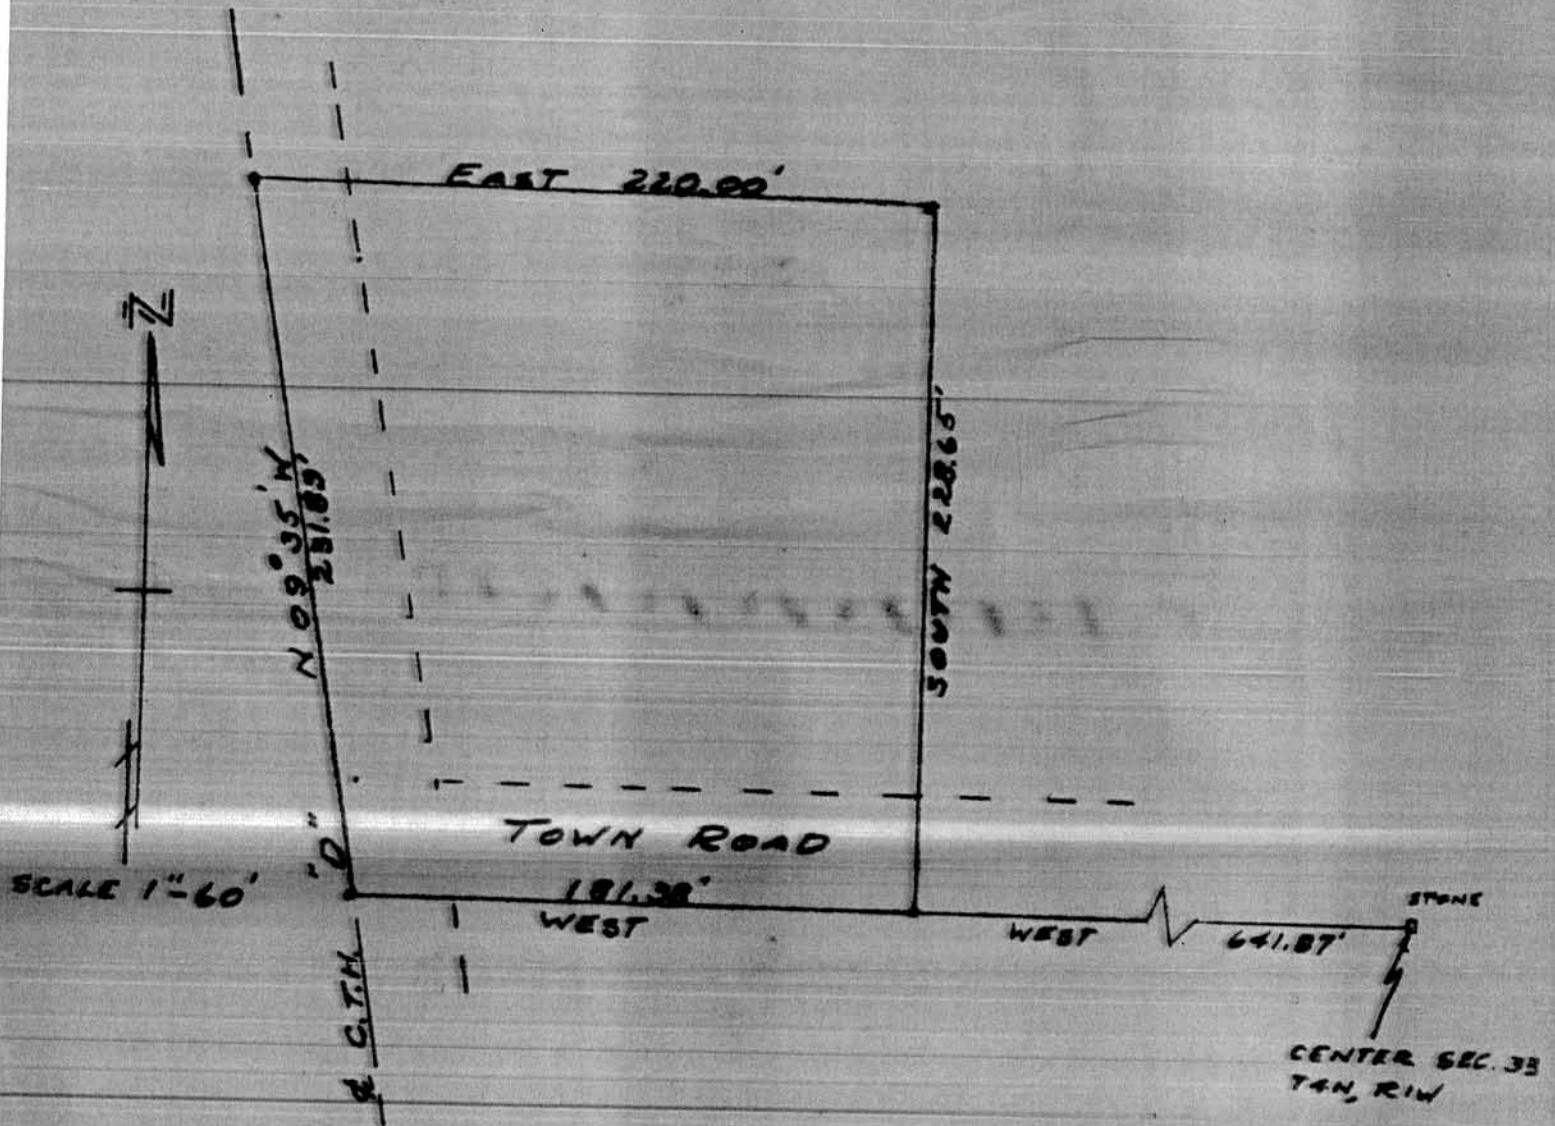 EAST 220.00'
N
N 09° 35' W
231.89'
SOUTH 228.65'
TOWN ROAD
"D"
SCALE 1"-60'
181.38'
WEST
WEST
641.87'
STONE
℄ C.T.H.
CENTER SEC. 33
T4N, R1W